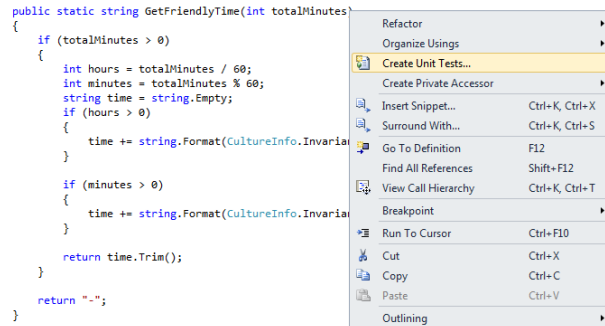 public static string GetFriendlyTime(int totalMinutes)
{
if (totalMinutes > 0)
{
int hours = totalMinutes / 60;
int minutes = totalMinutes % 60;
string time = string.Empty;
if (hours > 0)
{
time += string.Format(CultureInfo.Invaria
}
if (minutes > 0)
{
time += string.Format(CultureInfo.Invaria
}
return time.Trim();
}
return "-";
}
Refactor
Organize Usings
Create Unit Tests...
Create Private Accessor
Insert Snippet... Ctrl+K, Ctrl+X
Surround With... Ctrl+K, Ctrl+S
Go To Definition F12
Find All References Shift+F12
View Call Hierarchy Ctrl+K, Ctrl+T
Breakpoint
Run To Cursor Ctrl+F10
Cut Ctrl+X
Copy Ctrl+C
Paste Ctrl+V
Outlining